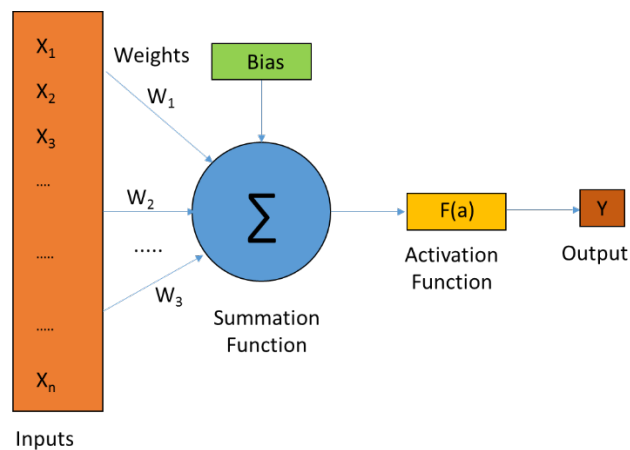 X₁
Weights
Bias
X₂
W₁
X₃
....
W₂
∑
F(a)
Y
.....
.....
Activation
Function
Output
W₃
Summation
Function
.....
Xₙ
Inputs